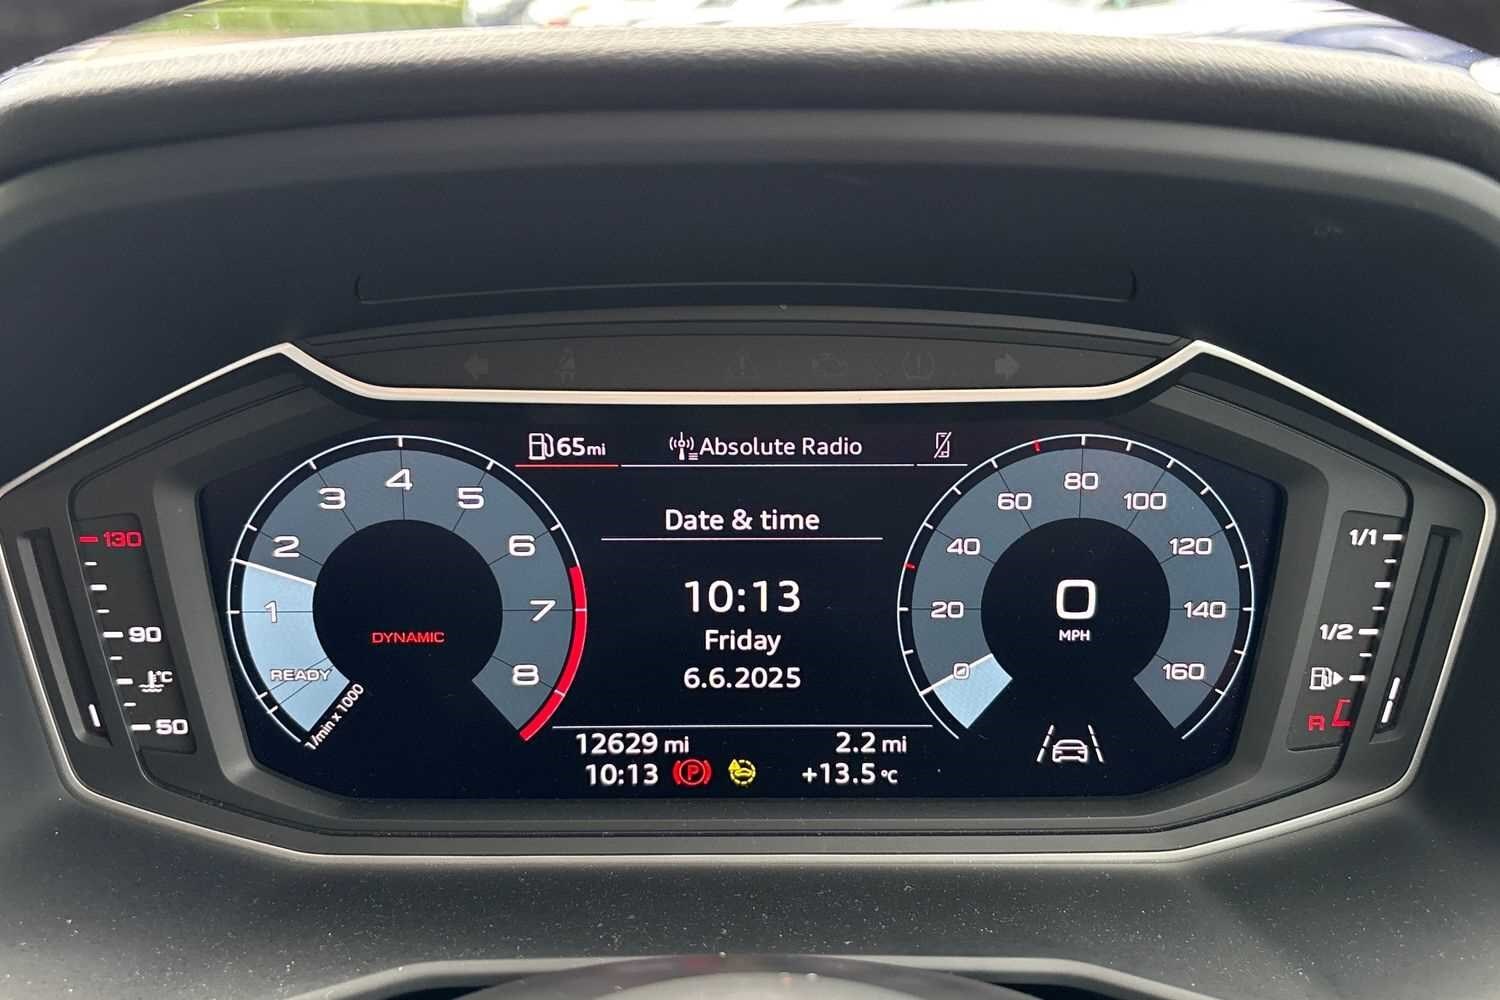 65mi
Absolute Radio
Date & time
10:13
Friday
6.6.2025
12629 mi
2.2 mi
10:13
P
+13.5 °C
1
2
3
4
5
6
7
8
READY
1/min x 1000
DYNAMIC
0
20
40
60
80
100
120
140
160
0
MPH
130
90
°C
50
1/1
1/2
R